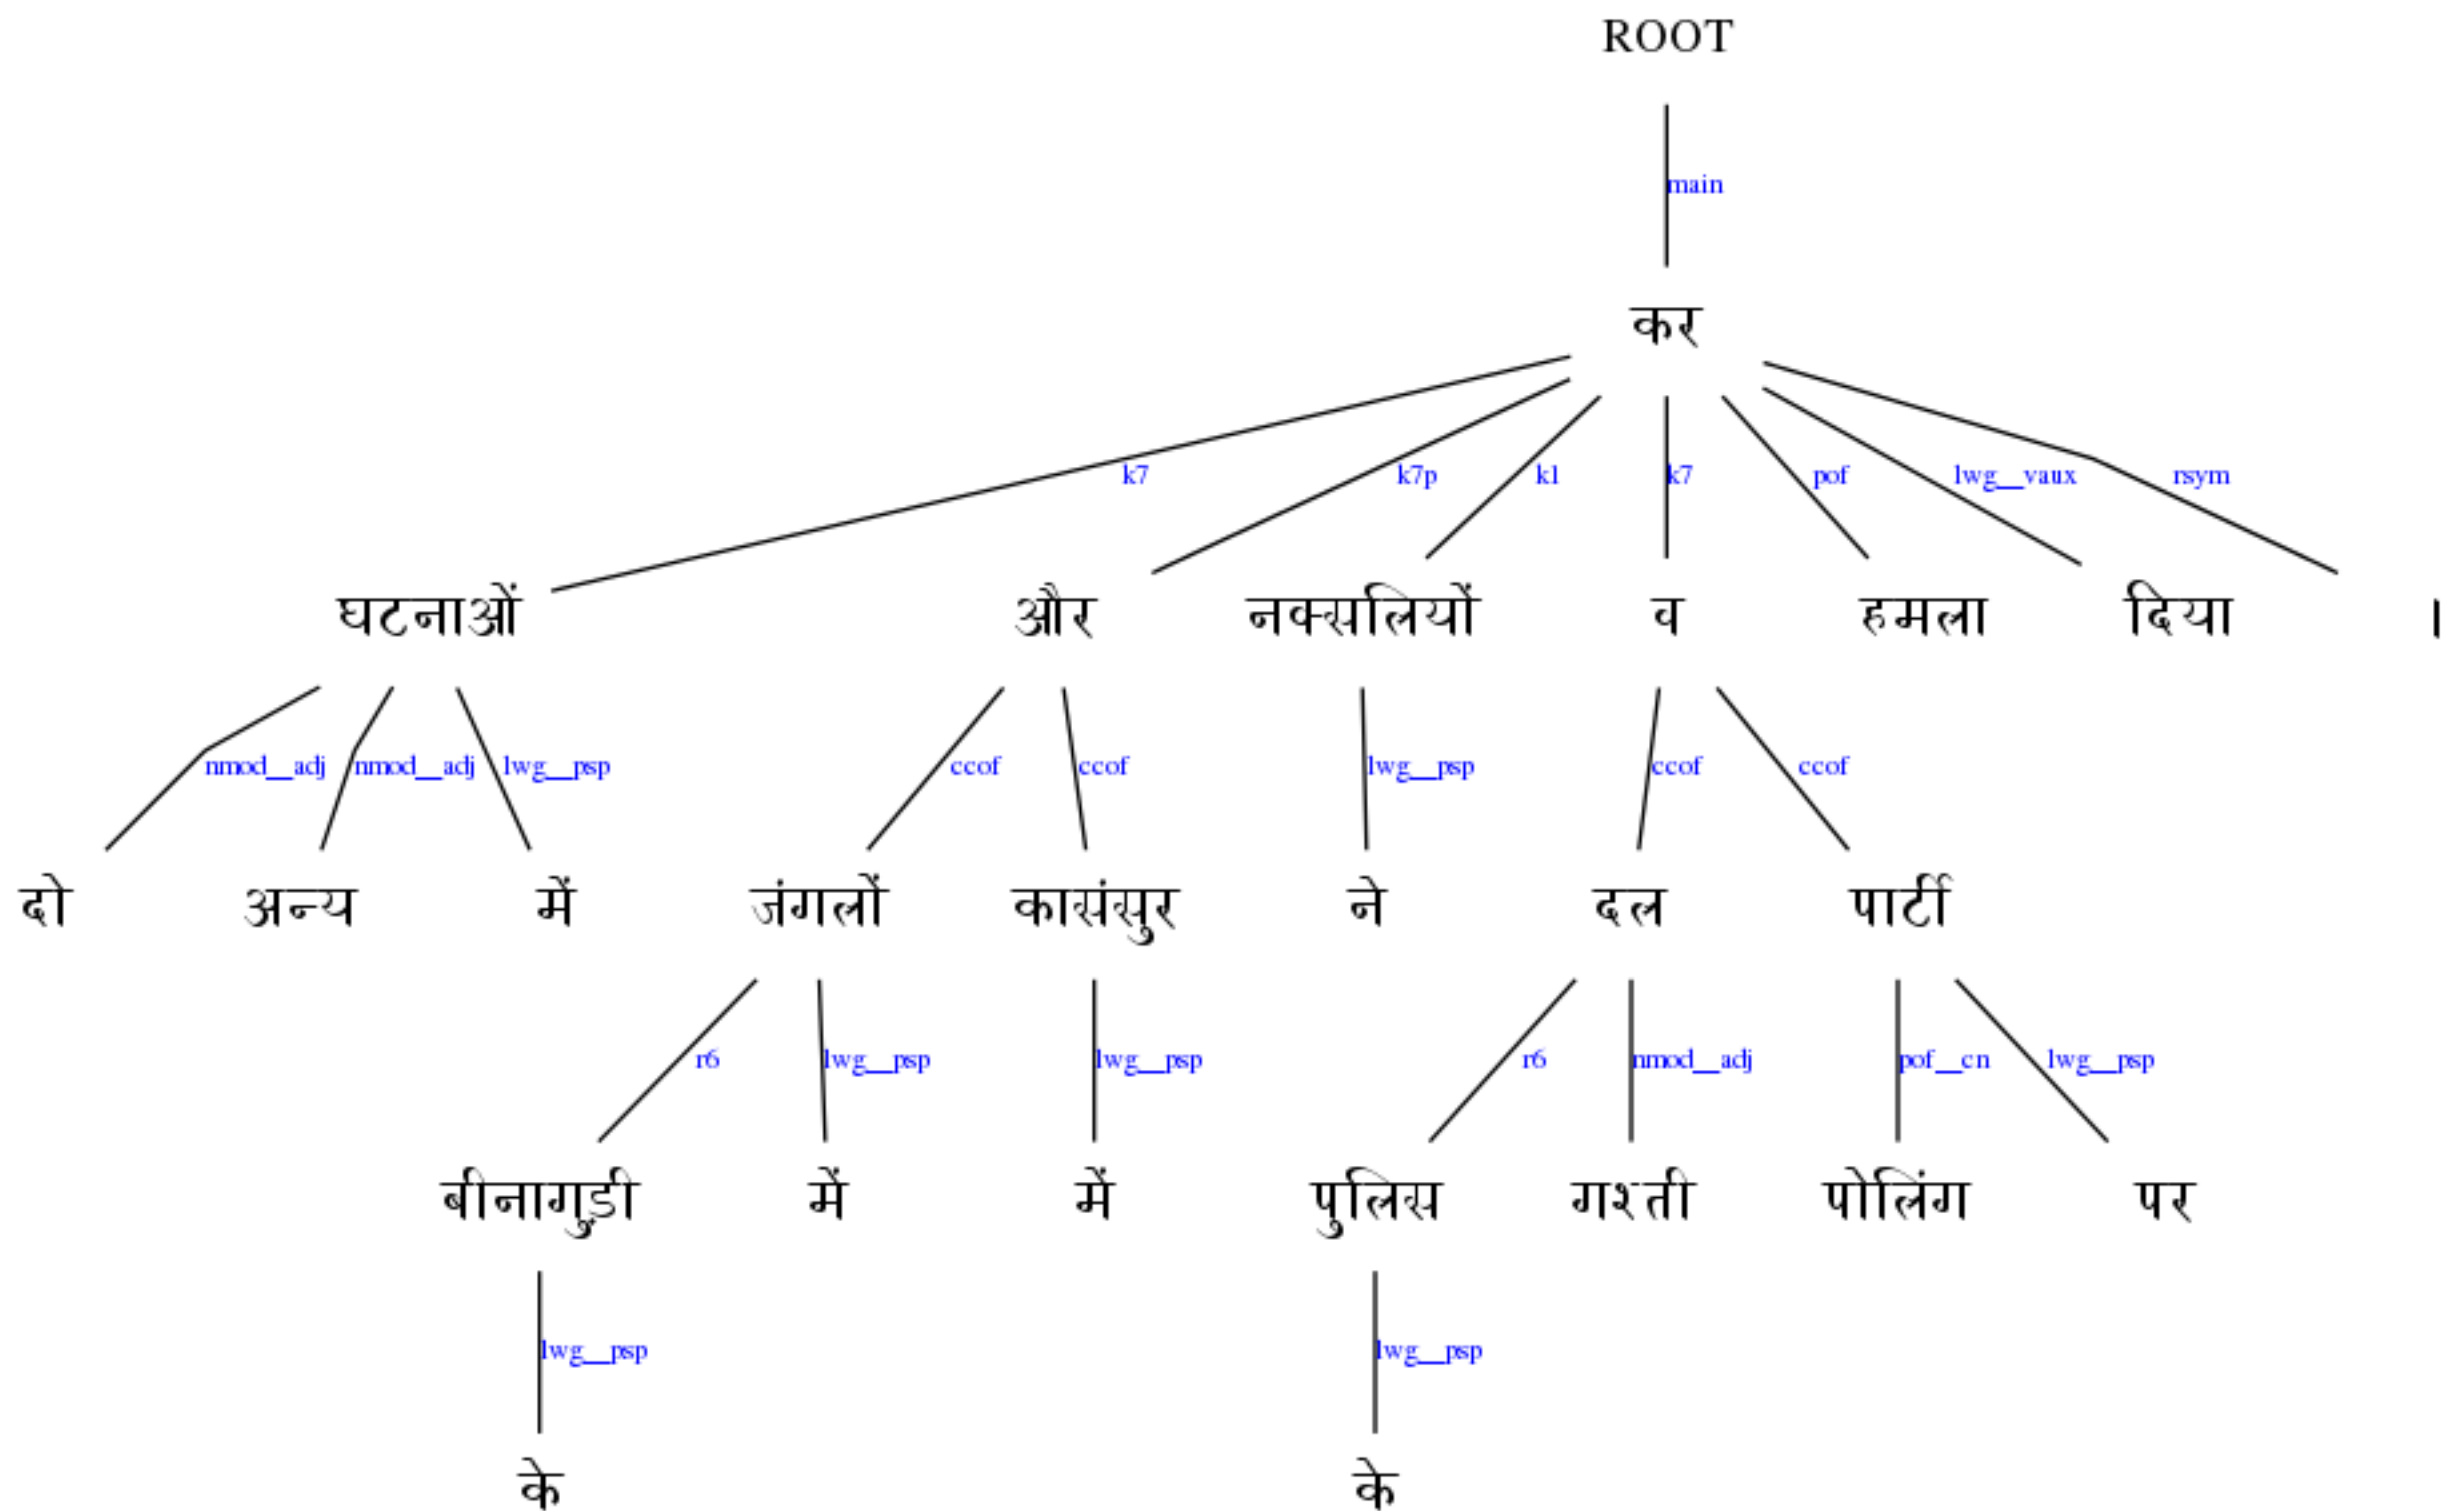 ROOT
main
कर
k7 k7p k1 k7 pof lwg__vaux rsym
घटनाओं और नक्सलियों व हमला दिया ।
nmod__adj nmod__adj lwg__psp ccof ccof lwg__psp ccof ccof
दो अन्य में जंगलों कासंसुर ने दल पार्टी
r6 lwg__psp lwg__psp r6 nmod__adj pof__cn lwg__psp
बीनागुडी में में पुलिस गश्ती पोलिंग पर
lwg__psp lwg__psp
के के